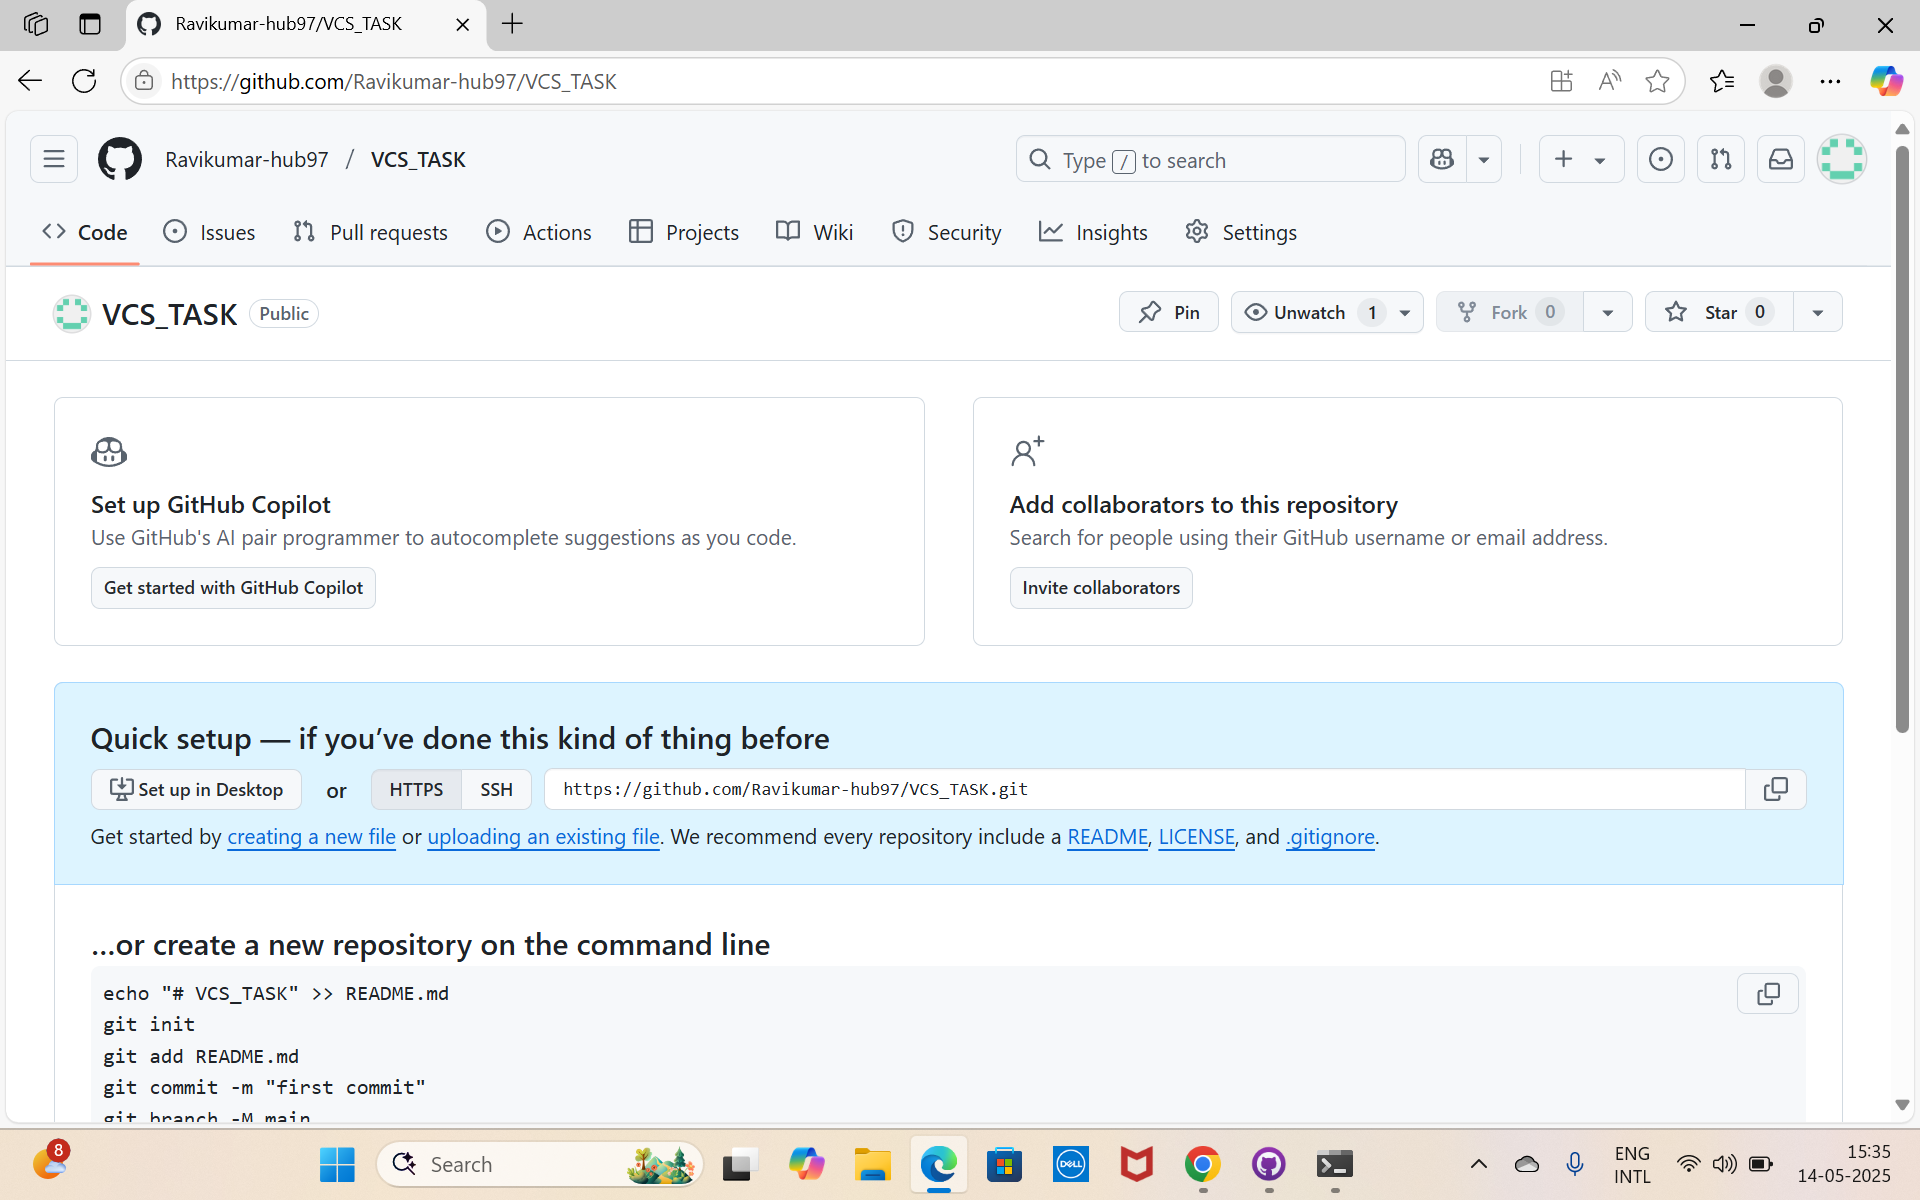 Ravikumar-hub97/VCS_TASK
https://github.com/Ravikumar-hub97/VCS_TASK
Ravikumar-hub97 / VCS_TASK
Type / to search
Code Issues Pull requests Actions Projects Wiki Security Insights Settings
VCS_TASK Public
Pin Unwatch 1 Fork 0 Star 0
Set up GitHub Copilot
Use GitHub's AI pair programmer to autocomplete suggestions as you code.
Get started with GitHub Copilot
Add collaborators to this repository
Search for people using their GitHub username or email address.
Invite collaborators
Quick setup — if you’ve done this kind of thing before
Set up in Desktop or HTTPS SSH https://github.com/Ravikumar-hub97/VCS_TASK.git
Get started by creating a new file or uploading an existing file. We recommend every repository include a README, LICENSE, and .gitignore.
…or create a new repository on the command line
echo "# VCS_TASK" >> README.md
git init
git add README.md
git commit -m "first commit"
git branch -M main
8
Search
DELL
ENG
INTL
15:35
14-05-2025